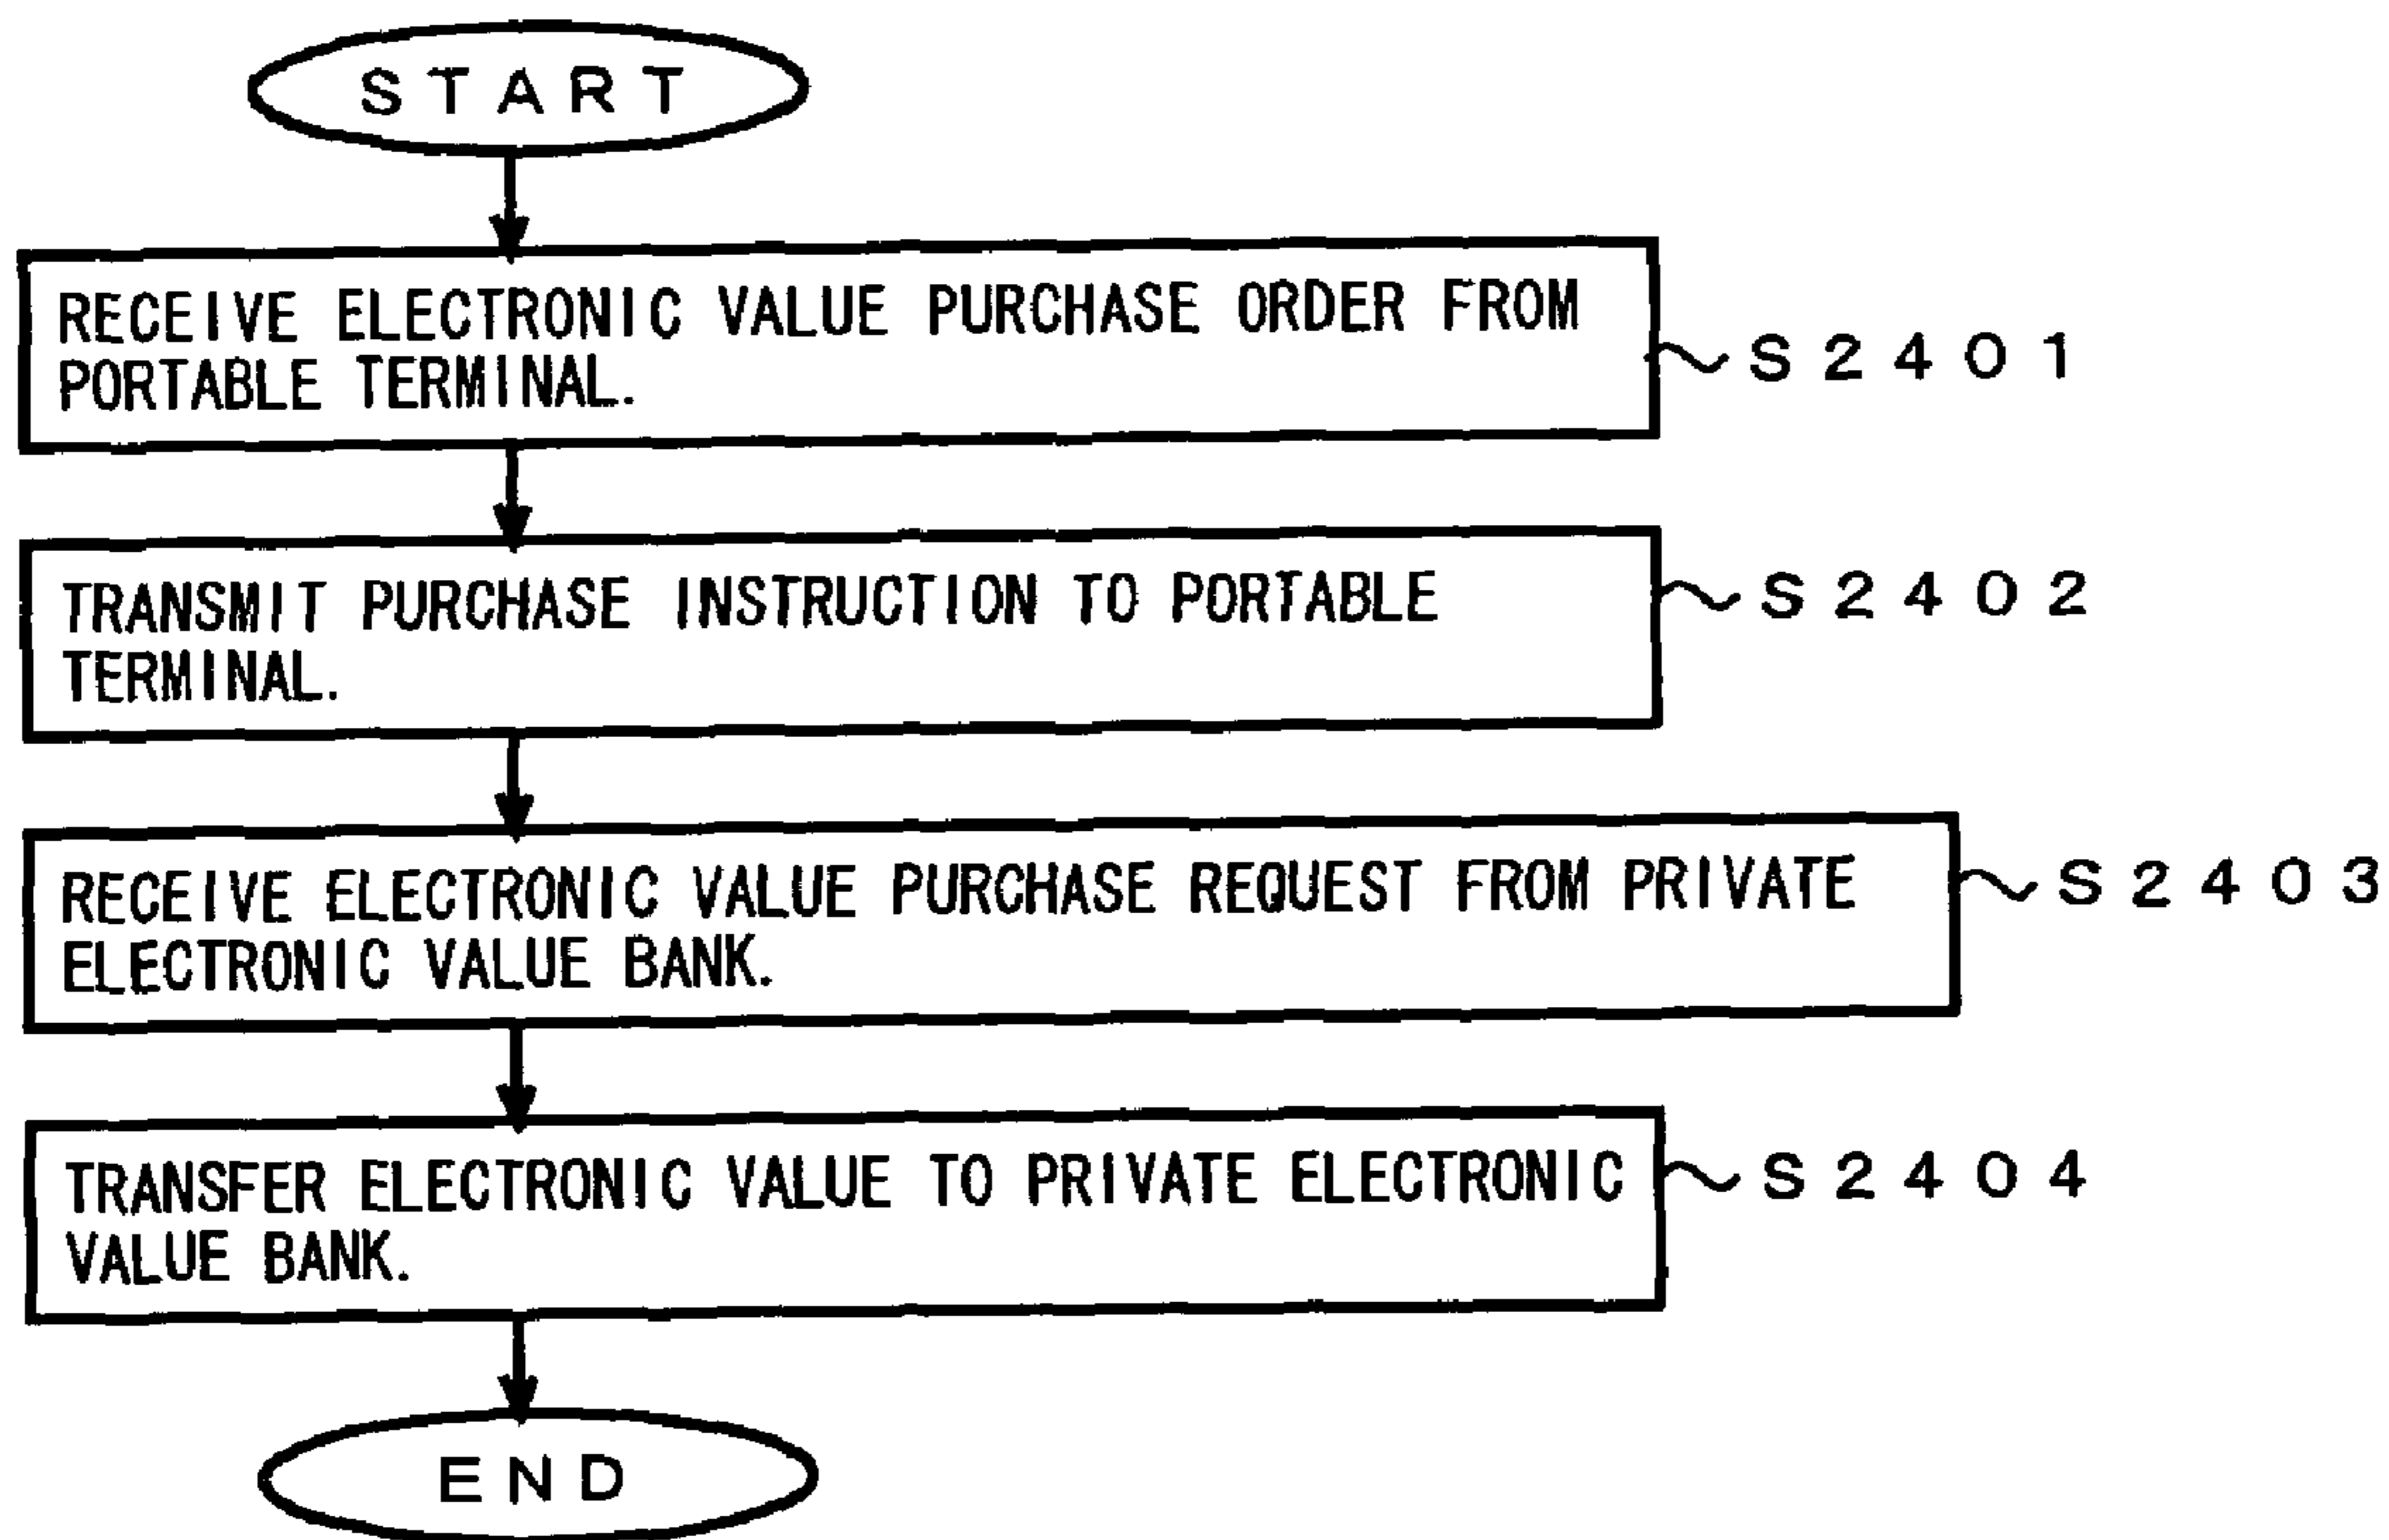 START
RECEIVE ELECTRONIC VALUE PURCHASE ORDER FROM
PORTABLE TERMINAL.
S2401
TRANSMIT PURCHASE INSTRUCTION TO PORTABLE
TERMINAL.
S2402
RECEIVE ELECTRONIC VALUE PURCHASE REQUEST FROM PRIVATE
ELECTRONIC VALUE BANK.
S2403
TRANSFER ELECTRONIC VALUE TO PRIVATE ELECTRONIC
VALUE BANK.
S2404
END